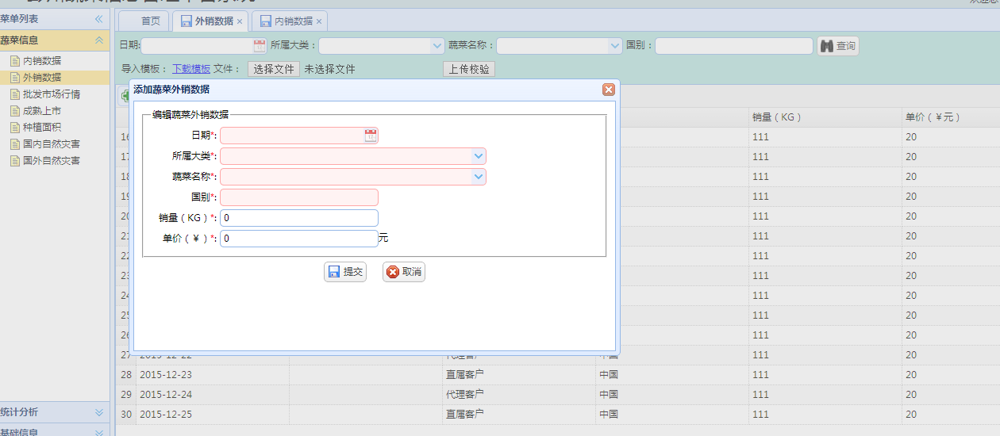 菜单列表
首页
外销数据
内销数据
蔬菜信息
日期:
所属大类：
蔬菜名称：
国别：
查询
内销数据
外销数据
批发市场行情
成熟上市
种植面积
国内自然灾害
国外自然灾害
导入模板：
下载模板
文件：
选择文件
未选择文件
上传校验
添加蔬菜外销数据
编辑蔬菜外销数据
日期*:
所属大类*:
蔬菜名称*:
国别*:
销量（KG）*: 0
单价（￥）*: 0 元
提交
取消
销量（KG） 单价（￥元）
16 111 20
17 111 20
18 111 20
19 111 20
20 111 20
21 111 20
22 111 20
23 111 20
24 111 20
25 111 20
26 111 20
27 2015-12-22 代理客户 中国 111 20
28 2015-12-23 直属客户 中国 111 20
29 2015-12-24 代理客户 中国 111 20
30 2015-12-25 直属客户 中国 111 20
统计分析
基础信息